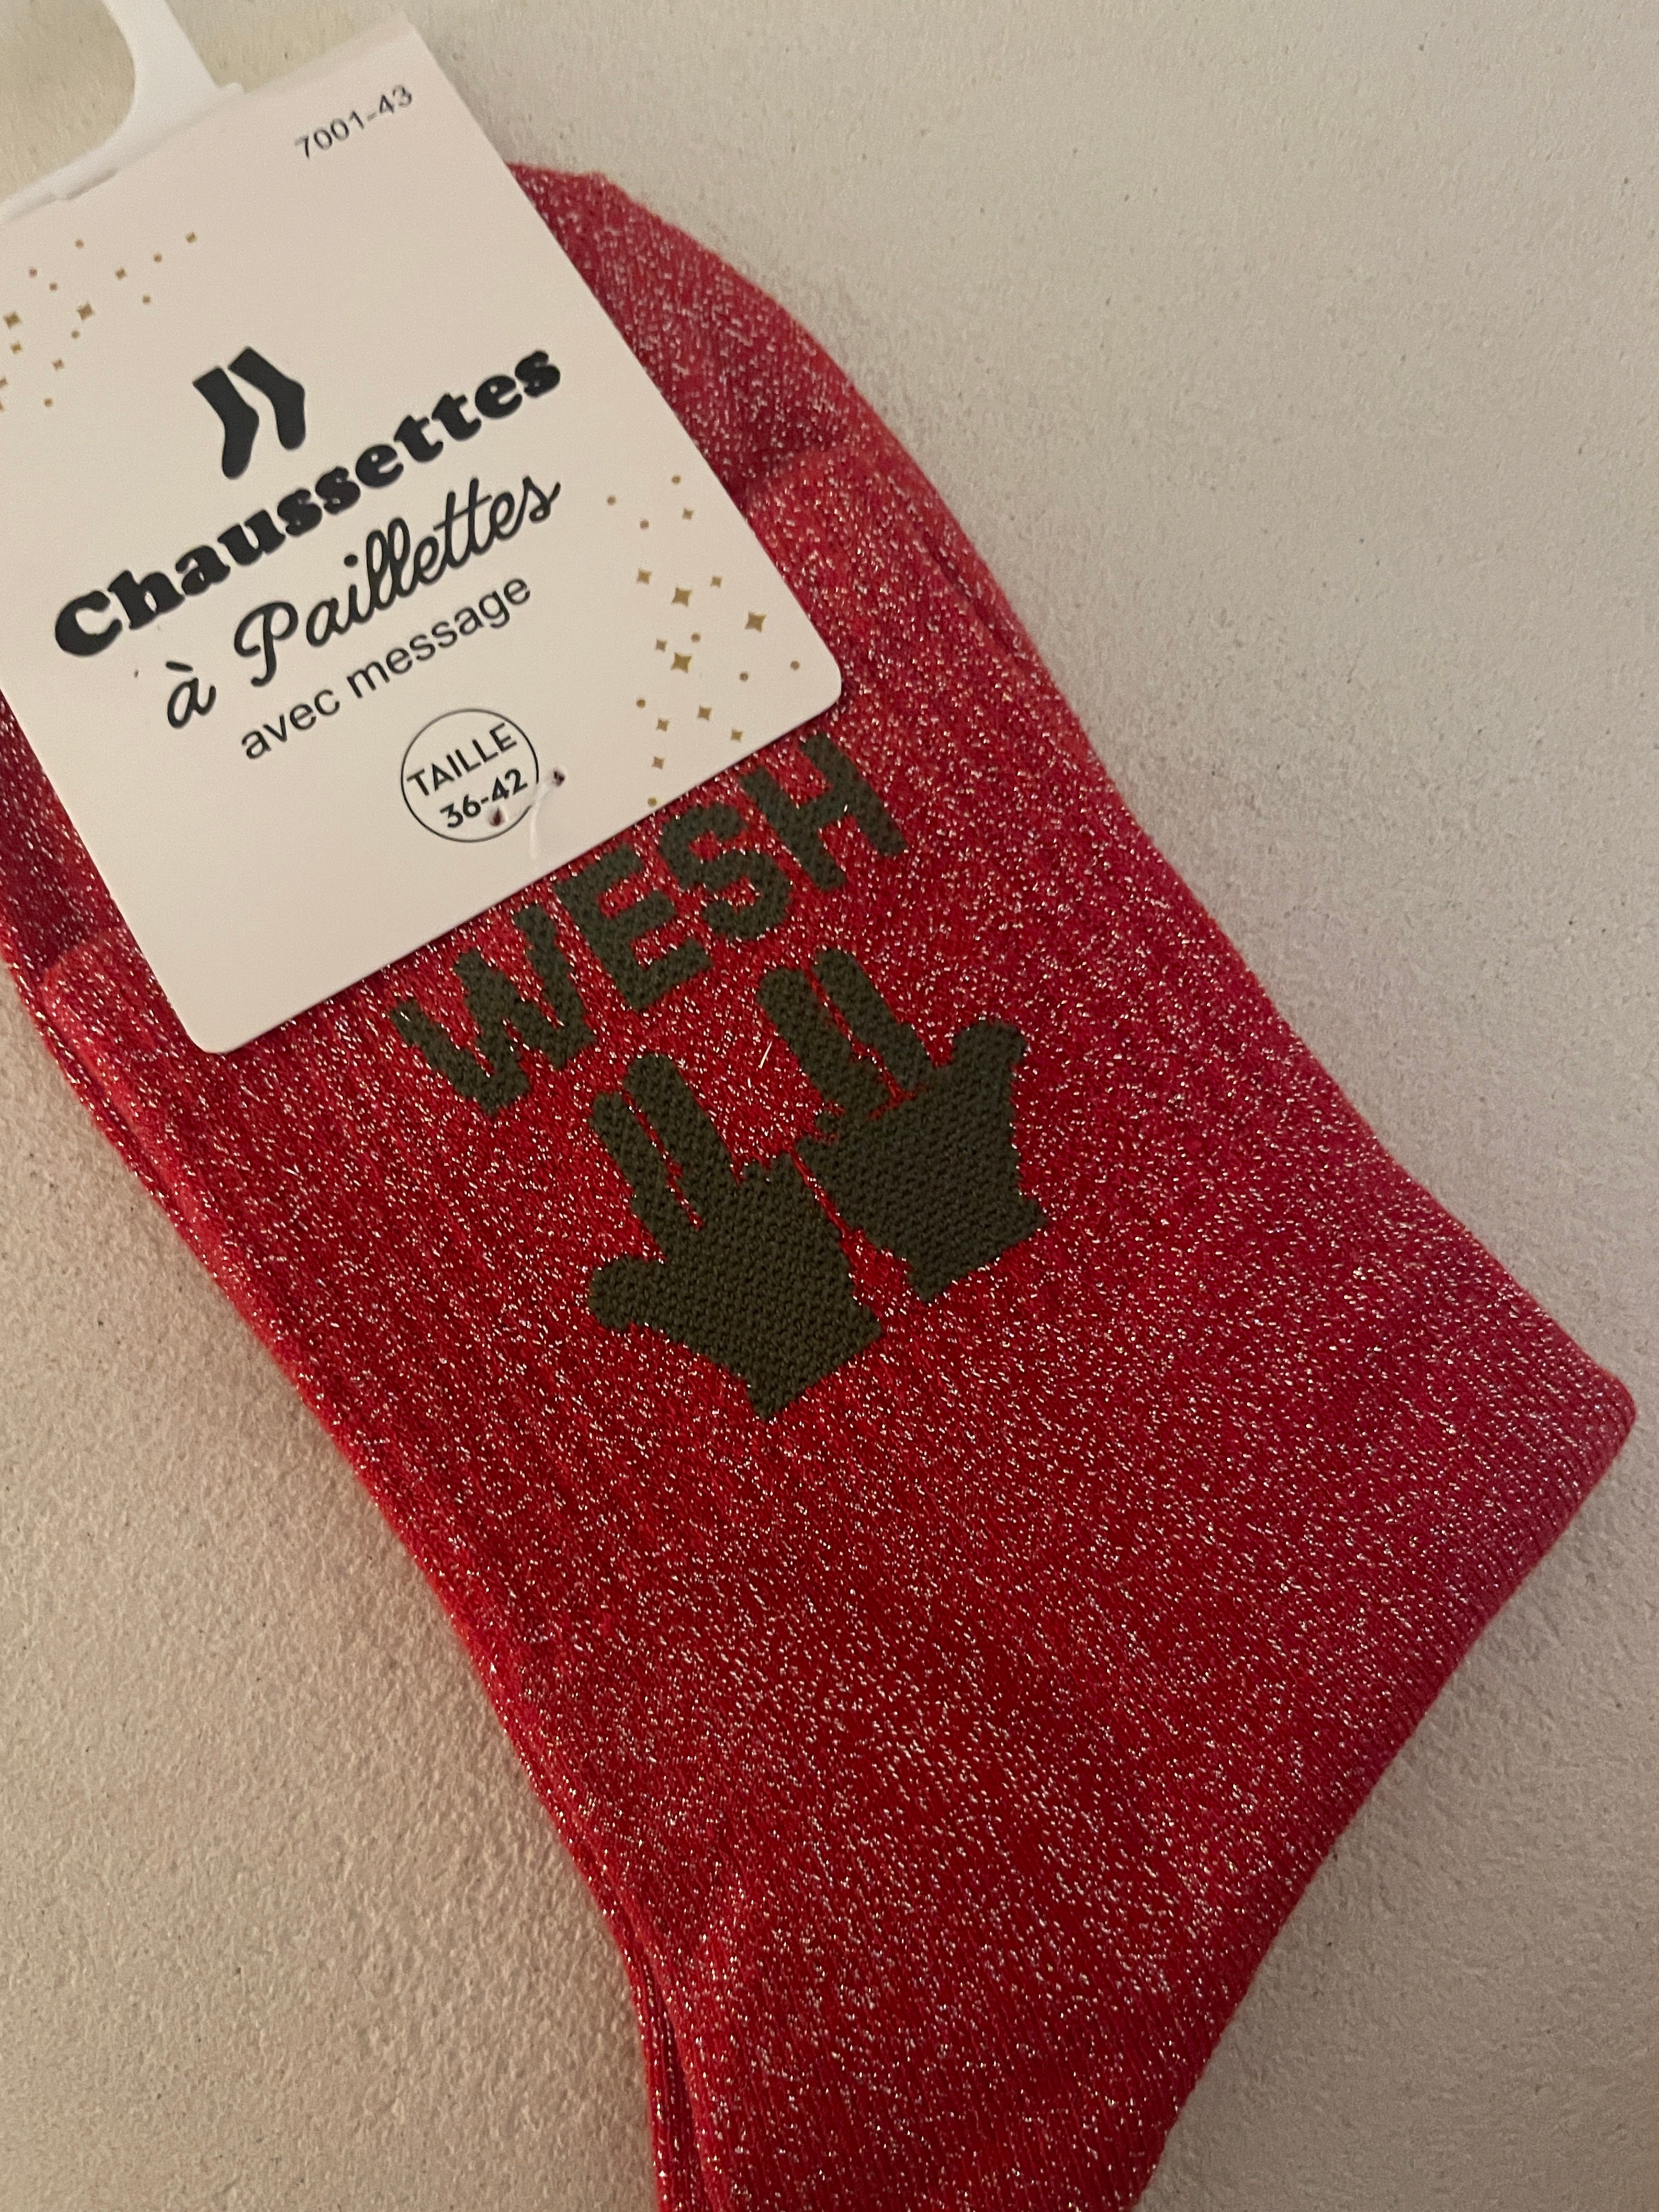 7001-43
Chaussettes
à Paillettes
avec message
TAILLE
36-42
WESH